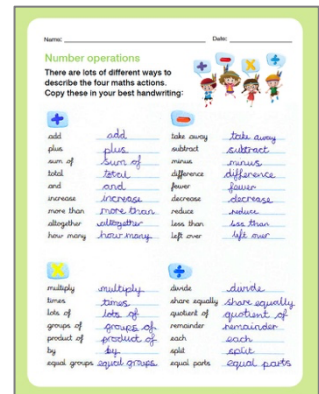 Name: Date:
Number operations
There are lots of different ways to
describe the four maths actions.
Copy these in your best handwriting:
+ − × ÷
+
add add
plus plus
sum of sum of
total total
and and
increase increase
more than more than
altogether altogether
how many how many
−
take away take away
subtract subtract
minus minus
difference difference
fewer fewer
decrease decrease
reduce reduce
less than less than
left over left over
×
multiply multiply
times times
lots of lots of
groups of groups of
product of product of
by by
equal groups equal groups
÷
divide divide
share equally share equally
quotient of quotient of
remainder remainder
each each
split split
equal parts equal parts